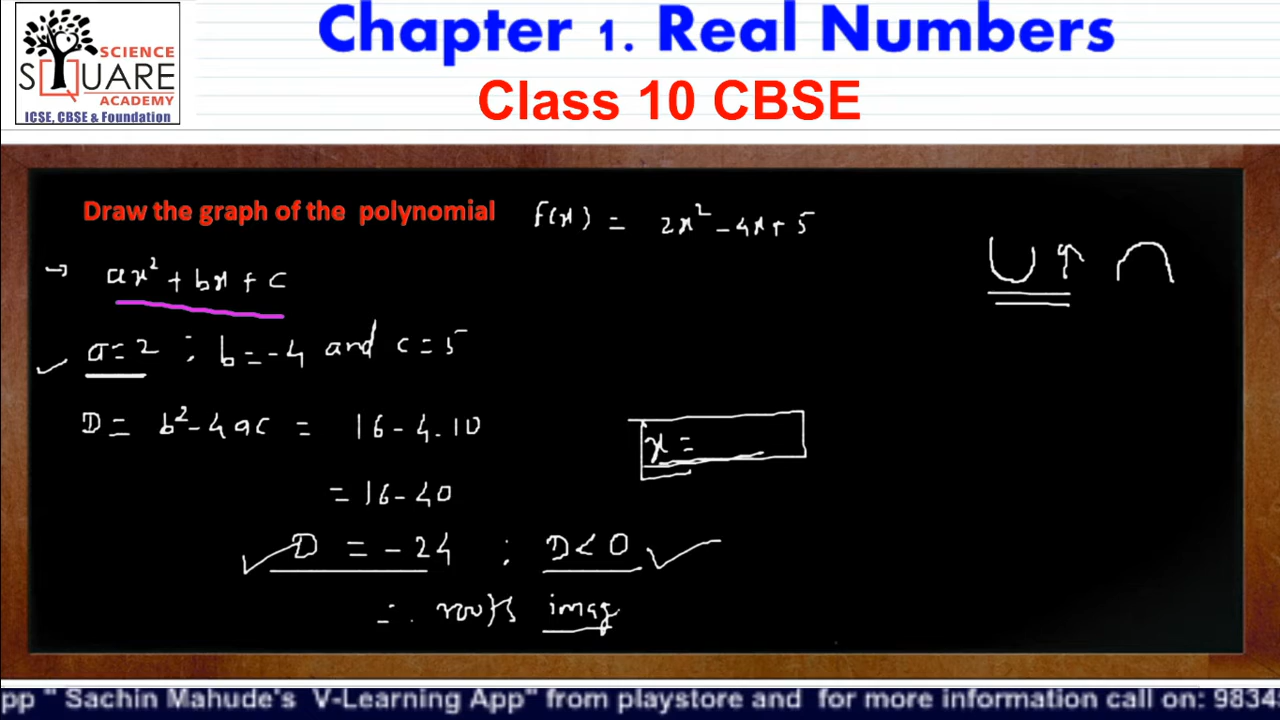 Chapter 1. Real Numbers
SCIENCE
SQUARE
ACADEMY
ICSE, CBSE & Foundation
Class 10 CBSE
Draw the graph of the polynomial f(x) = 2x² - 4x + 5
→ ax² + bx + c
a = 2 ; b = -4 and c = 5
D = b² - 4ac = 16 - 4.10
x =
= 16 - 40
D = -24 ; D < 0
∴ roots imag
pp " Sachin Mahude's V-Learning App" from playstore and for more information call on: 9834